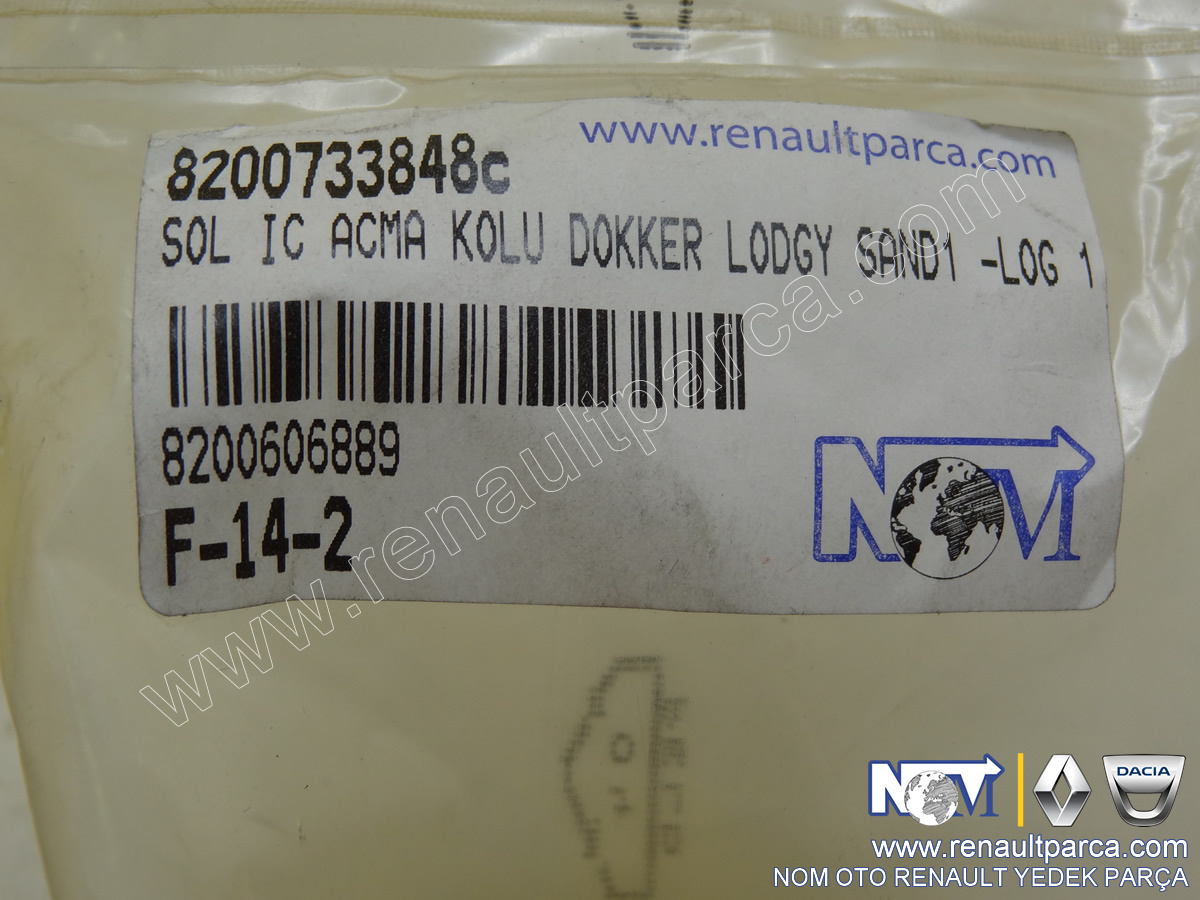 www.renaultparca.com
8200733848c
SOL IC ACMA KOLU DOKKER LODGY SAND1 -LOG 1
8200606889
F-14-2
NOM
www.renaultparca.com
NOM
DACIA
www.renaultparca.com
NOM OTO RENAULT YEDEK PARÇA